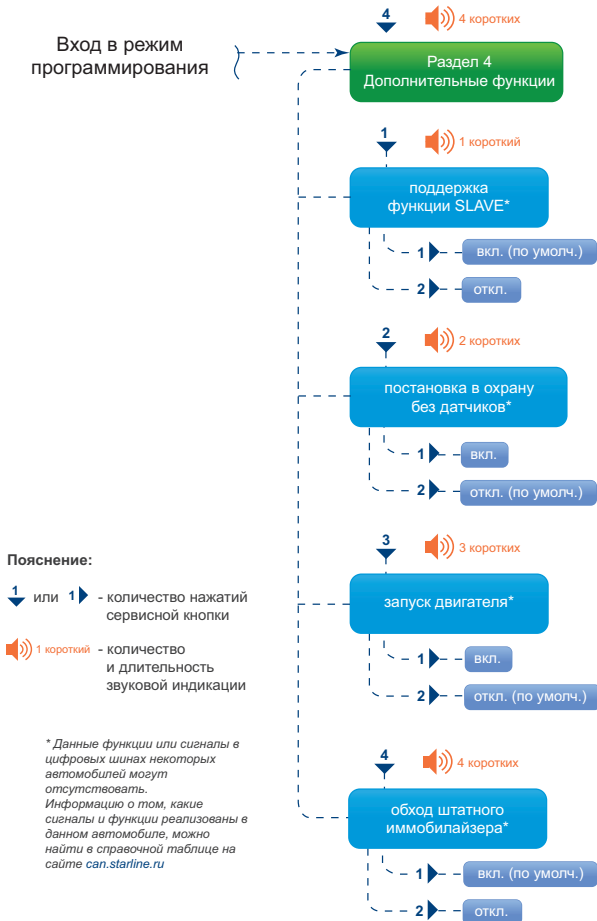 4
4 коротких
Вход в режим
программирования
Раздел 4
Дополнительные функции
1
1 короткий
поддержка
функции SLAVE*
1
вкл. (по умолч.)
2
откл.
2
2 коротких
постановка в охрану
без датчиков*
1
вкл.
2
откл. (по умолч.)
3
3 коротких
запуск двигателя*
1
вкл.
2
откл. (по умолч.)
4
4 коротких
обход штатного
иммобилайзера*
1
вкл. (по умолч.)
2
откл.
Пояснение:
1 или 1 - количество нажатий
сервисной кнопки
1 короткий - количество
и длительность
звуковой индикации
* Данные функции или сигналы в
цифровых шинах некоторых
автомобилей могут
отсутствовать.
Информацию о том, какие
сигналы и функции реализованы в
данном автомобиле, можно
найти в справочной таблице на
сайте can.starline.ru